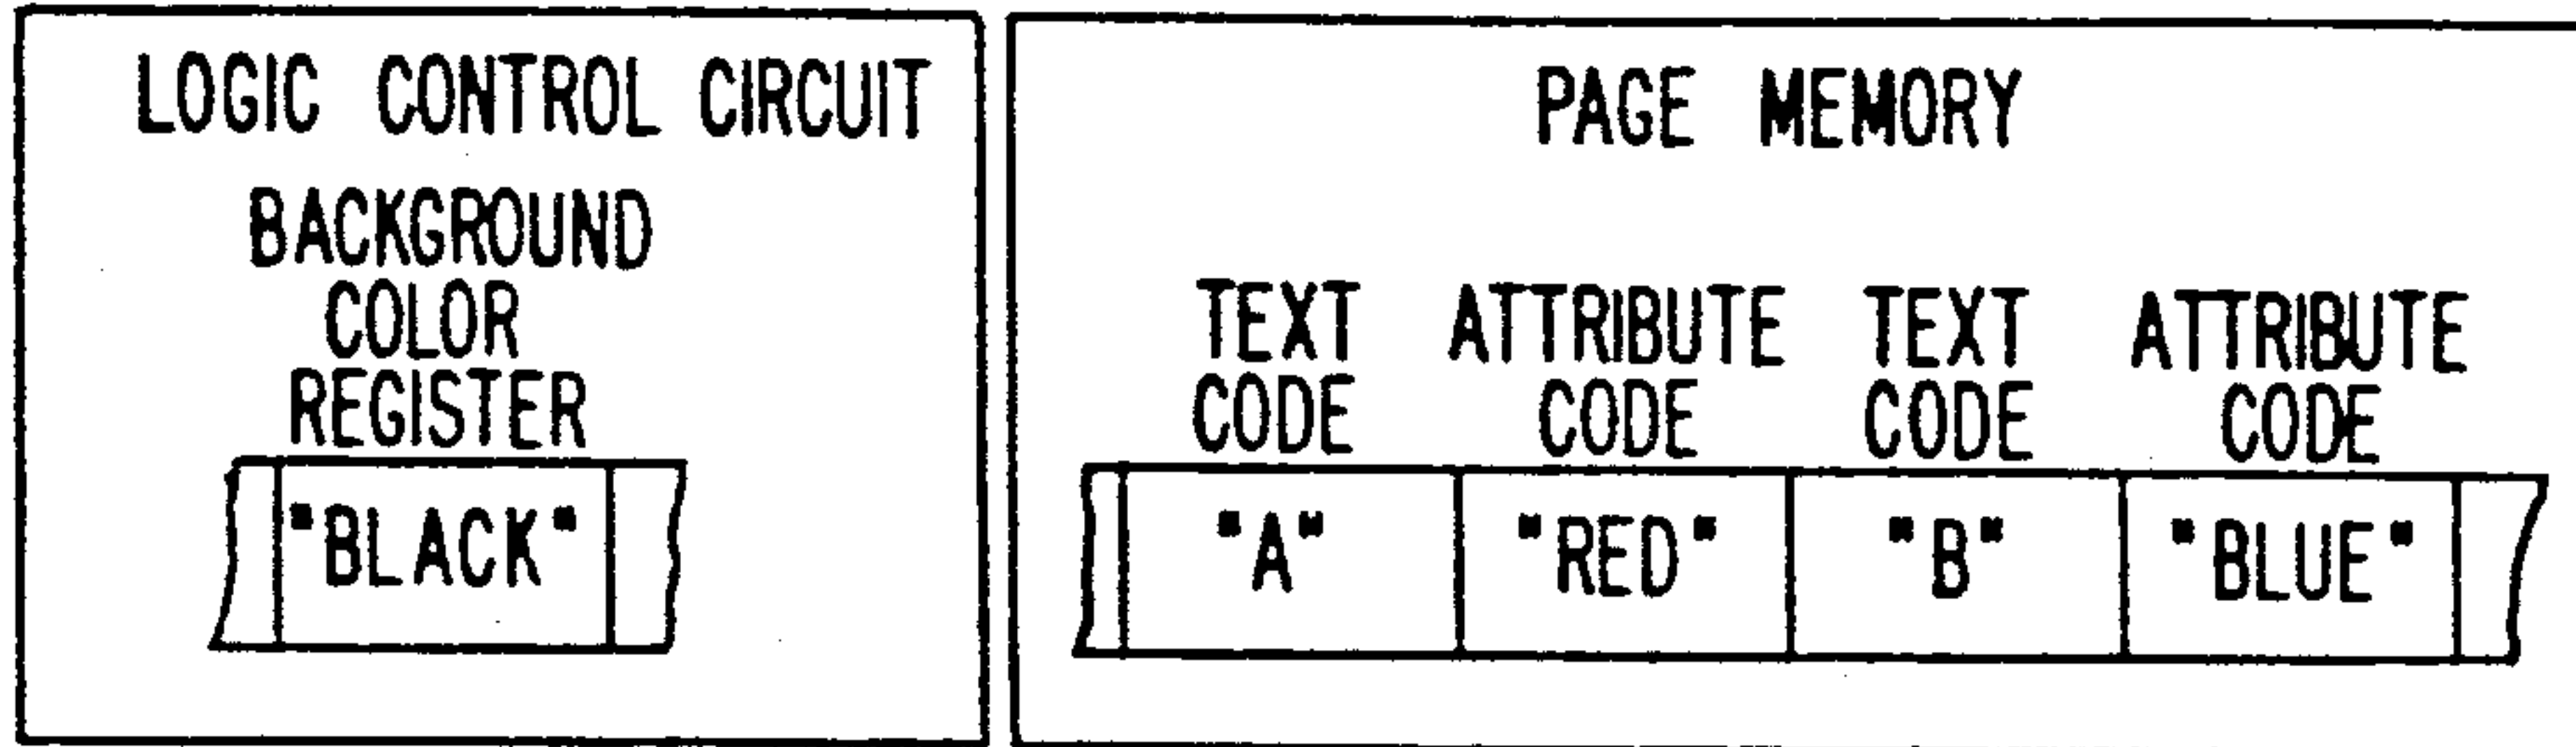 LOGIC CONTROL CIRCUIT
BACKGROUND
COLOR
REGISTER
"BLACK"
PAGE MEMORY
TEXT ATTRIBUTE TEXT ATTRIBUTE
CODE CODE CODE CODE
"A" "RED" "B" "BLUE"